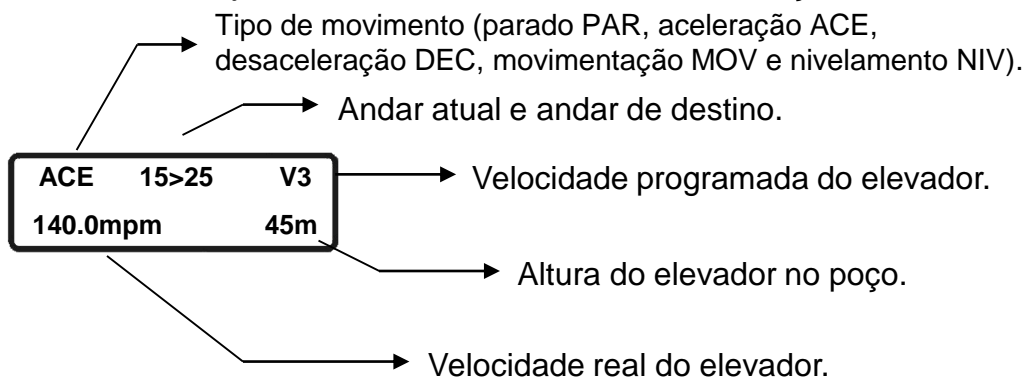 Tipo de movimento (parado PAR, aceleração ACE,
desaceleração DEC, movimentação MOV e nivelamento NIV).
Andar atual e andar de destino.
ACE 15>25 V3
Velocidade programada do elevador.
140.0mpm 45m
Altura do elevador no poço.
Velocidade real do elevador.